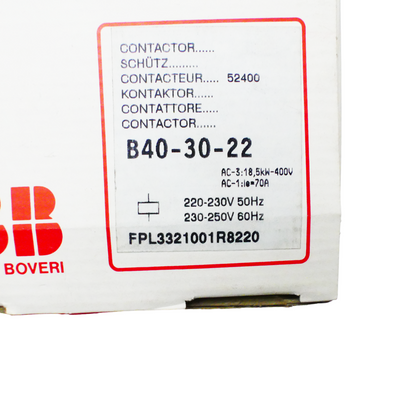 CONTACTOR......
SCHÜTZ.........
CONTACTEUR..... 52400
KONTAKTOR......
CONTATTORE.....
CONTACTOR......
B40-30-22
AC-3:18,5kW-400V
AC-1:Ie=70A
220-230V 50Hz
230-250V 60Hz
FPL3321001R8220
BB
BOVERI